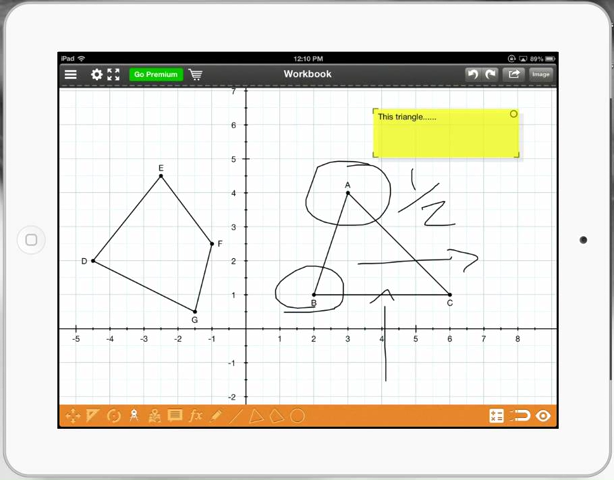 iPad
12:10 PM
89%
Go Premium
Workbook
Image
This triangle......
7
6
5
4
3
2
1
-1
-2
-5
-4
-3
-2
-1
1
2
3
4
5
6
7
8
E
F
D
G
A
B
C
1/2
fx